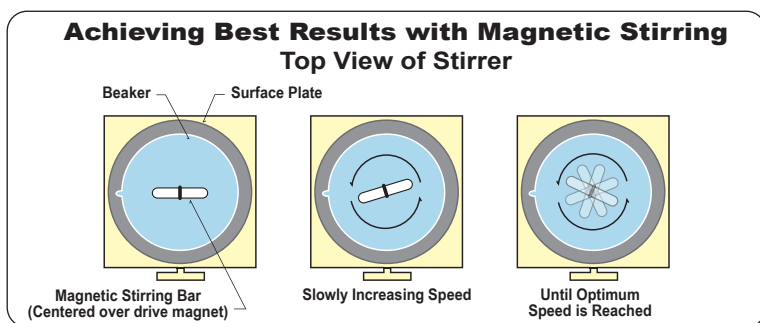 Achieving Best Results with Magnetic Stirring
Top View of Stirrer
Beaker
Surface Plate
Magnetic Stirring Bar
(Centered over drive magnet)
Slowly Increasing Speed
Until Optimum
Speed is Reached